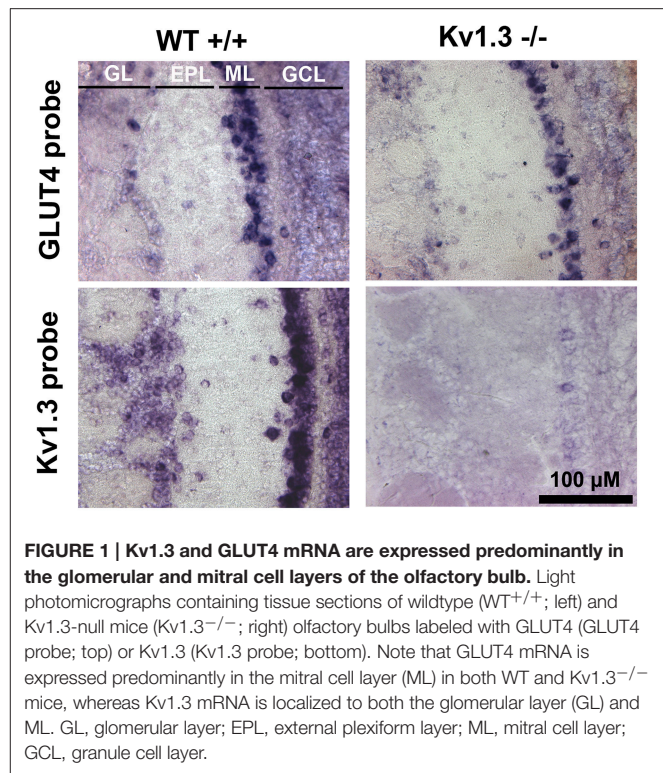 WT +/+
Kv1.3 -/-
GL EPL ML GCL
GLUT4 probe
Kv1.3 probe
100 µM
FIGURE 1 | Kv1.3 and GLUT4 mRNA are expressed predominantly in
the glomerular and mitral cell layers of the olfactory bulb. Light
photomicrographs containing tissue sections of wildtype (WT+/+; left) and
Kv1.3-null mice (Kv1.3−/−; right) olfactory bulbs labeled with GLUT4 (GLUT4
probe; top) or Kv1.3 (Kv1.3 probe; bottom). Note that GLUT4 mRNA is
expressed predominantly in the mitral cell layer (ML) in both WT and Kv1.3−/−
mice, whereas Kv1.3 mRNA is localized to both the glomerular layer (GL) and
ML. GL, glomerular layer; EPL, external plexiform layer; ML, mitral cell layer;
GCL, granule cell layer.